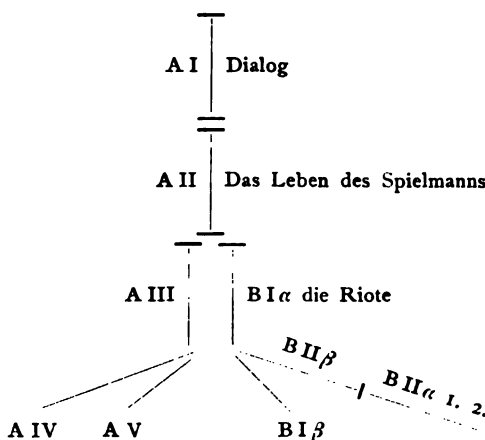 A I Dialog
A II Das Leben des Spielmanns
A III B I α die Riote
B II β B II α 1. 2.
A IV A V B I β